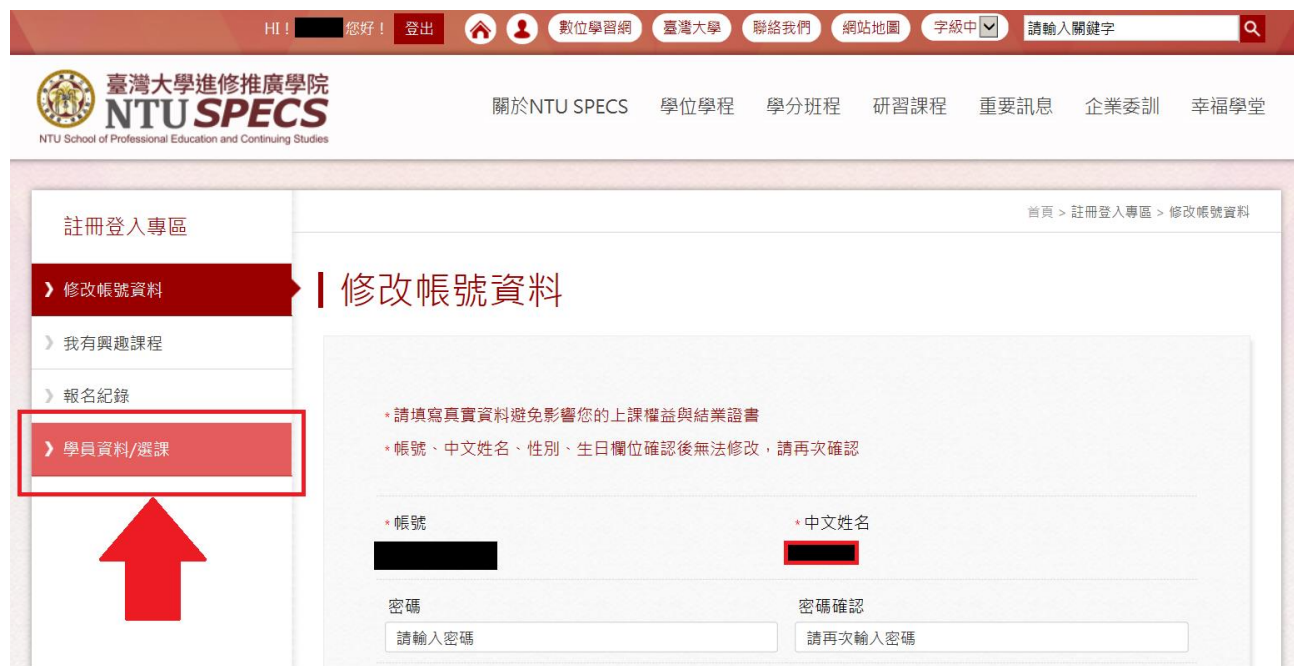 HI！ 您好！ 登出 數位學習網 臺灣大學 聯絡我們 網站地圖 字級中 請輸入關鍵字
臺灣大學進修推廣學院
NTU SPECS
NTU School of Professional Education and Continuing Studies
關於NTU SPECS 學位學程 學分班程 研習課程 重要訊息 企業委訓 幸福學堂
註冊登入專區
首頁 > 註冊登入專區 > 修改帳號資料
》修改帳號資料
修改帳號資料
》我有興趣課程
》報名紀錄
》學員資料/選課
*請填寫真實資料避免影響您的上課權益與結業證書
*帳號、中文姓名、性別、生日欄位確認後無法修改，請再次確認
*帳號 *中文姓名
密碼 密碼確認
請輸入密碼 請再次輸入密碼